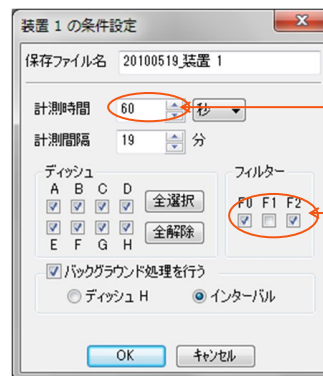 装置 1 の条件設定
保存ファイル名 20100519_装置 1
計測時間 60 秒
計測間隔 19 分
ディッシュ
A B C D
全選択
E F G H
全解除
フィルター
F0 F1 F2
バックグラウンド処理を行う
ディッシュ H インターバル
OK キャンセル